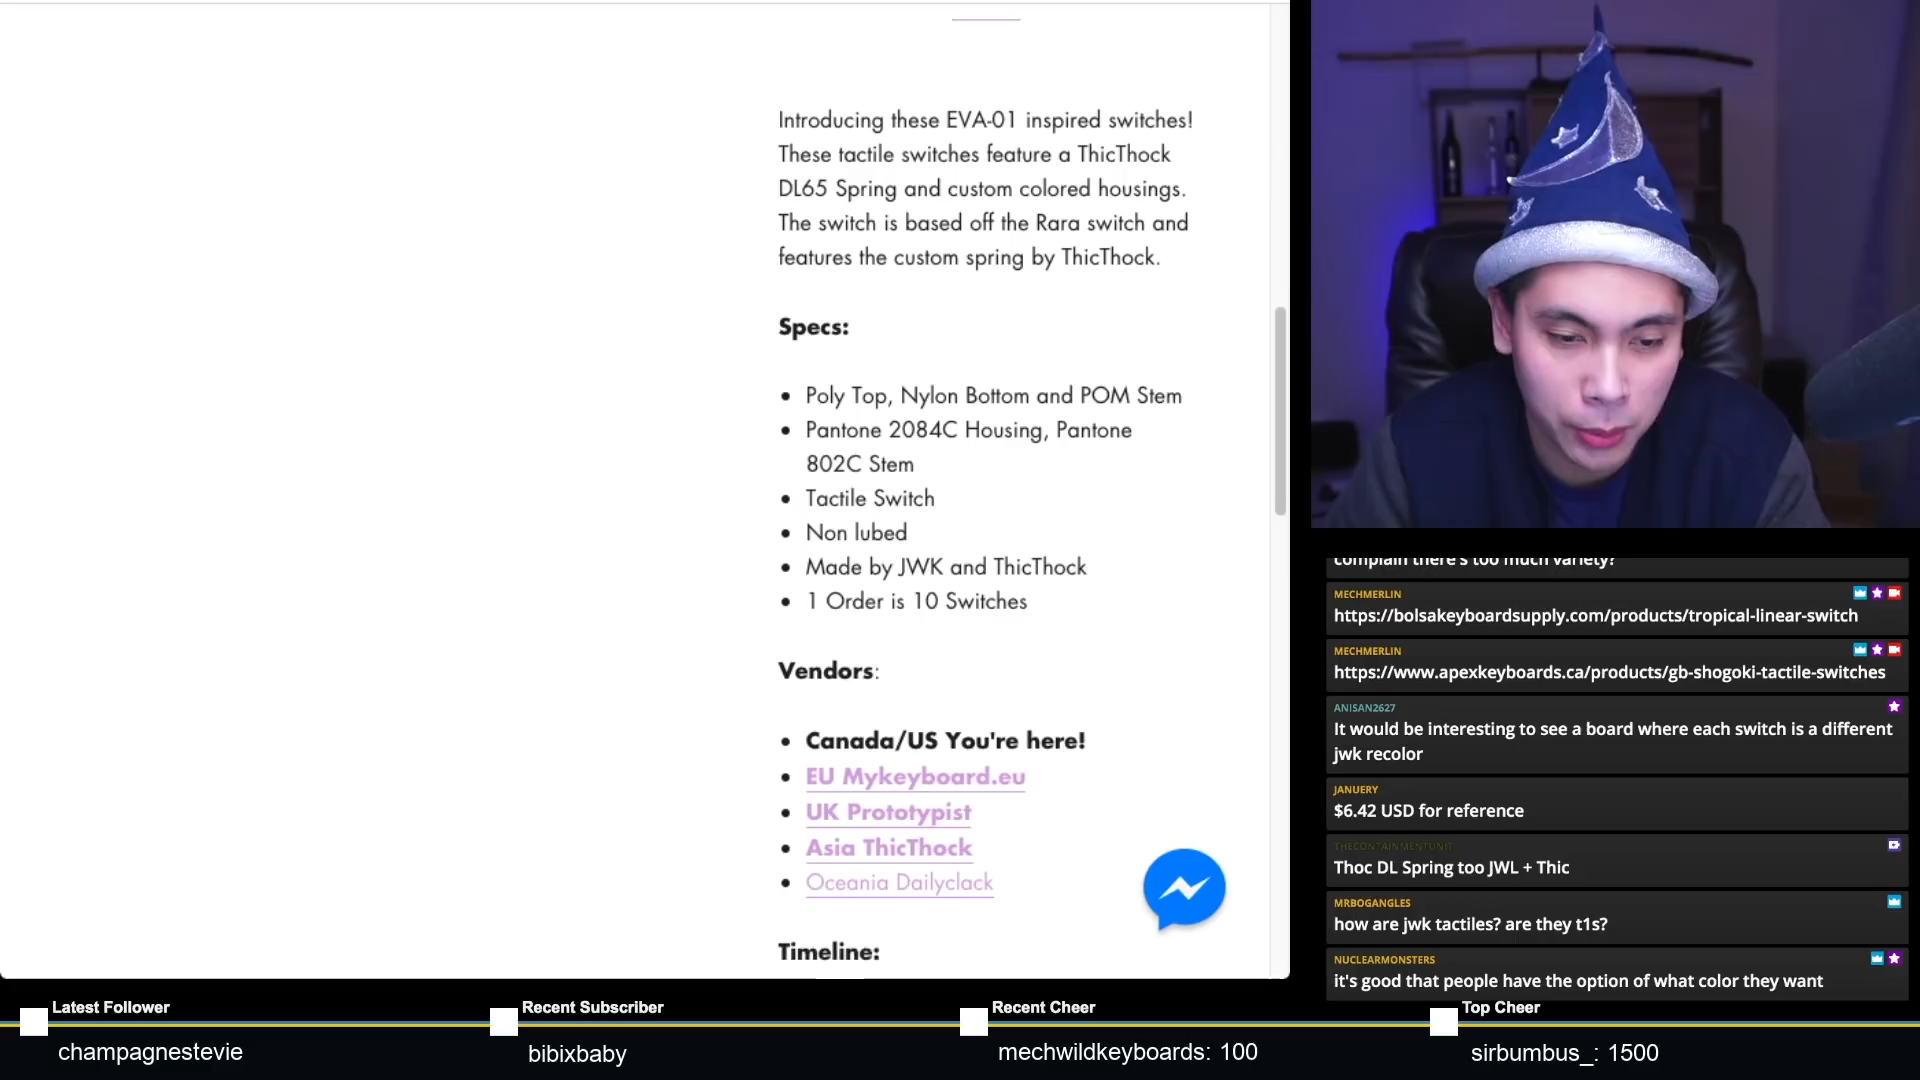 Introducing these EVA-01 inspired switches!
These tactile switches feature a ThicThock
DL65 Spring and custom colored housings.
The switch is based off the Rara switch and
features the custom spring by ThicThock.
Specs:
Poly Top, Nylon Bottom and POM Stem
Pantone 2084C Housing, Pantone
802C Stem
Tactile Switch
Non lubed
Made by JWK and ThicThock
1 Order is 10 Switches
Vendors:
Canada/US You're here!
EU Mykeyboard.eu
UK Prototypist
Asia ThicThock
Oceania Dailyclack
Timeline:
complain there's too much variety?
MECHMERLIN
https://bolsakeyboardsupply.com/products/tropical-linear-switch
MECHMERLIN
https://www.apexkeyboards.ca/products/gb-shogoki-tactile-switches
ANISAN2627
It would be interesting to see a board where each switch is a different
jwk recolor
JANUERY
$6.42 USD for reference
THECONTAINMENTUNIT
Thoc DL Spring too JWL + Thic
MRBOGANGLES
how are jwk tactiles? are they t1s?
NUCLEARMONSTERS
it's good that people have the option of what color they want
Latest Follower
champagnestevie
Recent Subscriber
bibixbaby
Recent Cheer
mechwildkeyboards: 100
Top Cheer
sirbumbus_: 1500